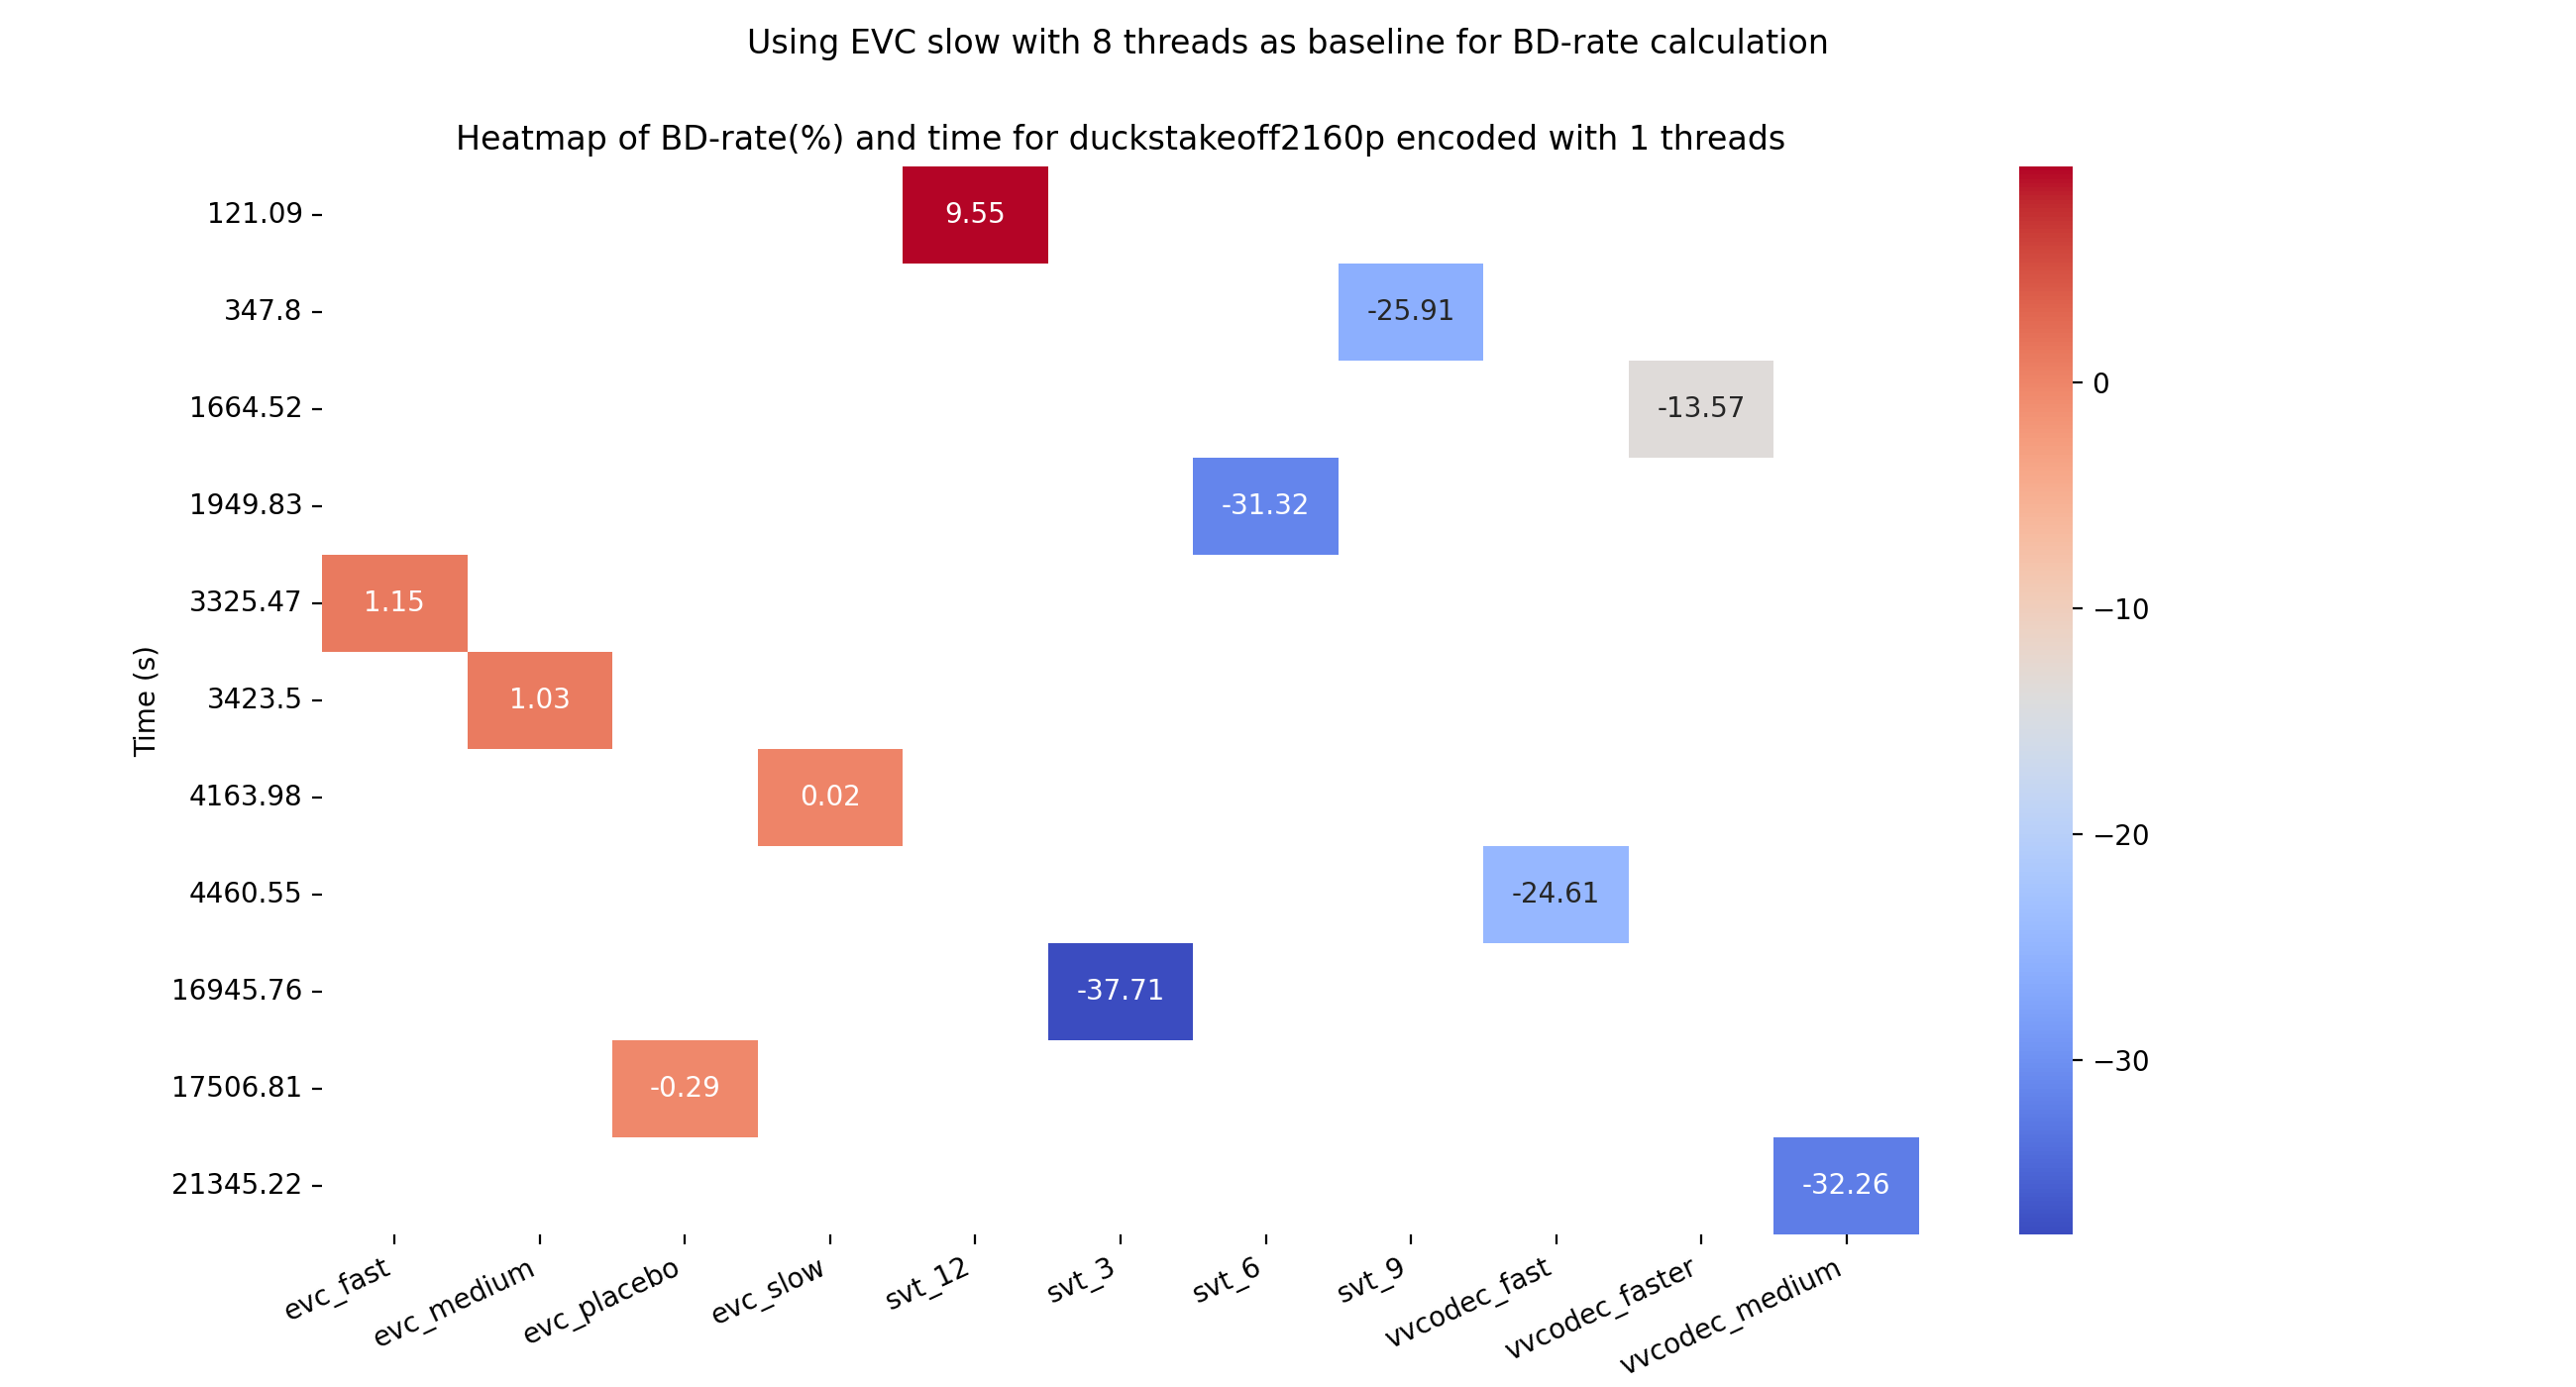 Using EVC slow with 8 threads as baseline for BD-rate calculation
Heatmap of BD-rate(%) and time for duckstakeoff2160p encoded with 1 threads
121.09
9.55
347.8
-25.91
1664.52
-13.57
1949.83
-31.32
3325.47
1.15
3423.5
1.03
4163.98
0.02
4460.55
-24.61
16945.76
-37.71
17506.81
-0.29
21345.22
-32.26
Time (s)
evc_fast
evc_medium
evc_placebo
evc_slow
svt_12
svt_3
svt_6
svt_9
vvcodec_fast
vvcodec_faster
vvcodec_medium
0
−10
−20
−30